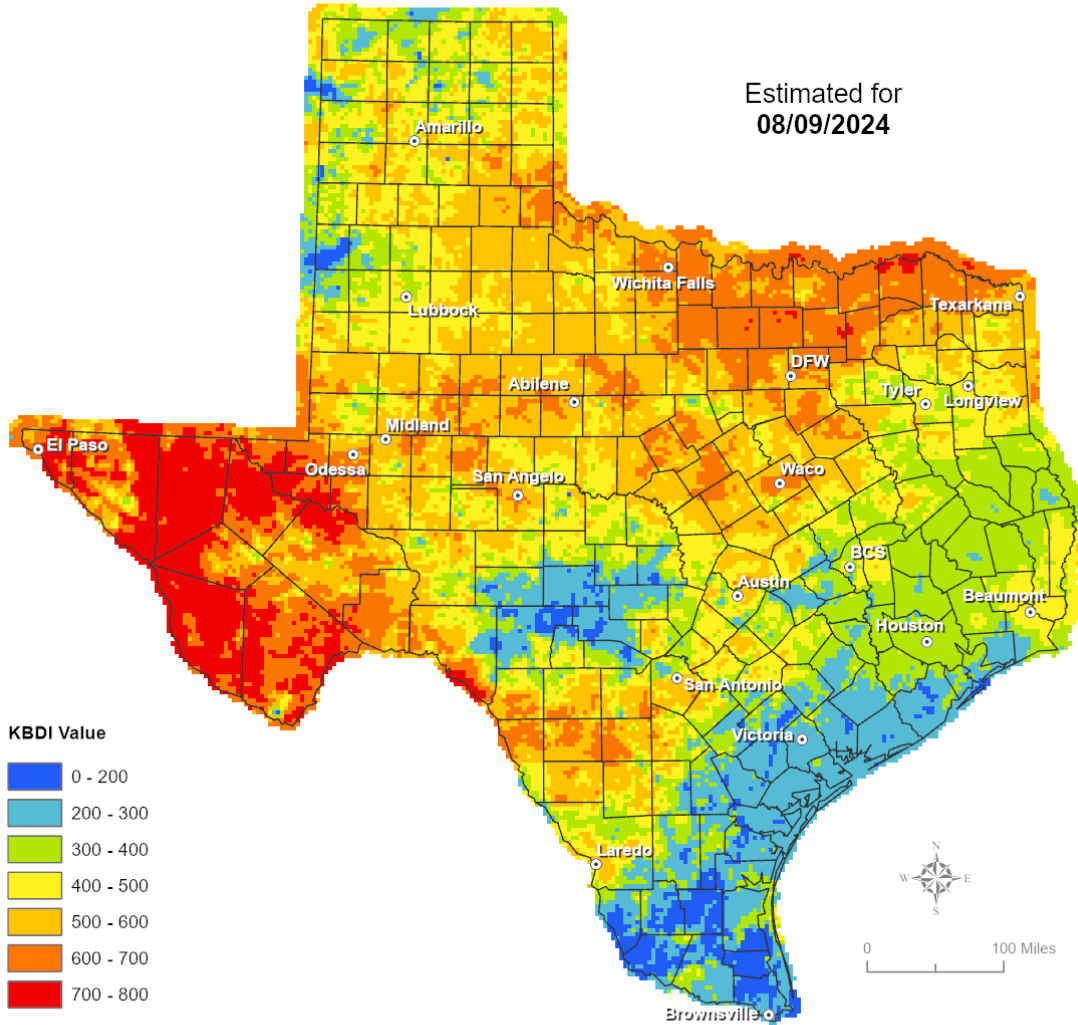 Estimated for
08/09/2024
Amarillo
Wichita Falls
Lubbock
Texarkana
DFW
Abilene
Tyler
Longview
Midland
El Paso
Odessa
San Angelo
Waco
BCS
Austin
Beaumont
Houston
San Antonio
Victoria
Laredo
Brownsville
KBDI Value
0 - 200
200 - 300
300 - 400
400 - 500
500 - 600
600 - 700
700 - 800
N
W E
S
0 100 Miles